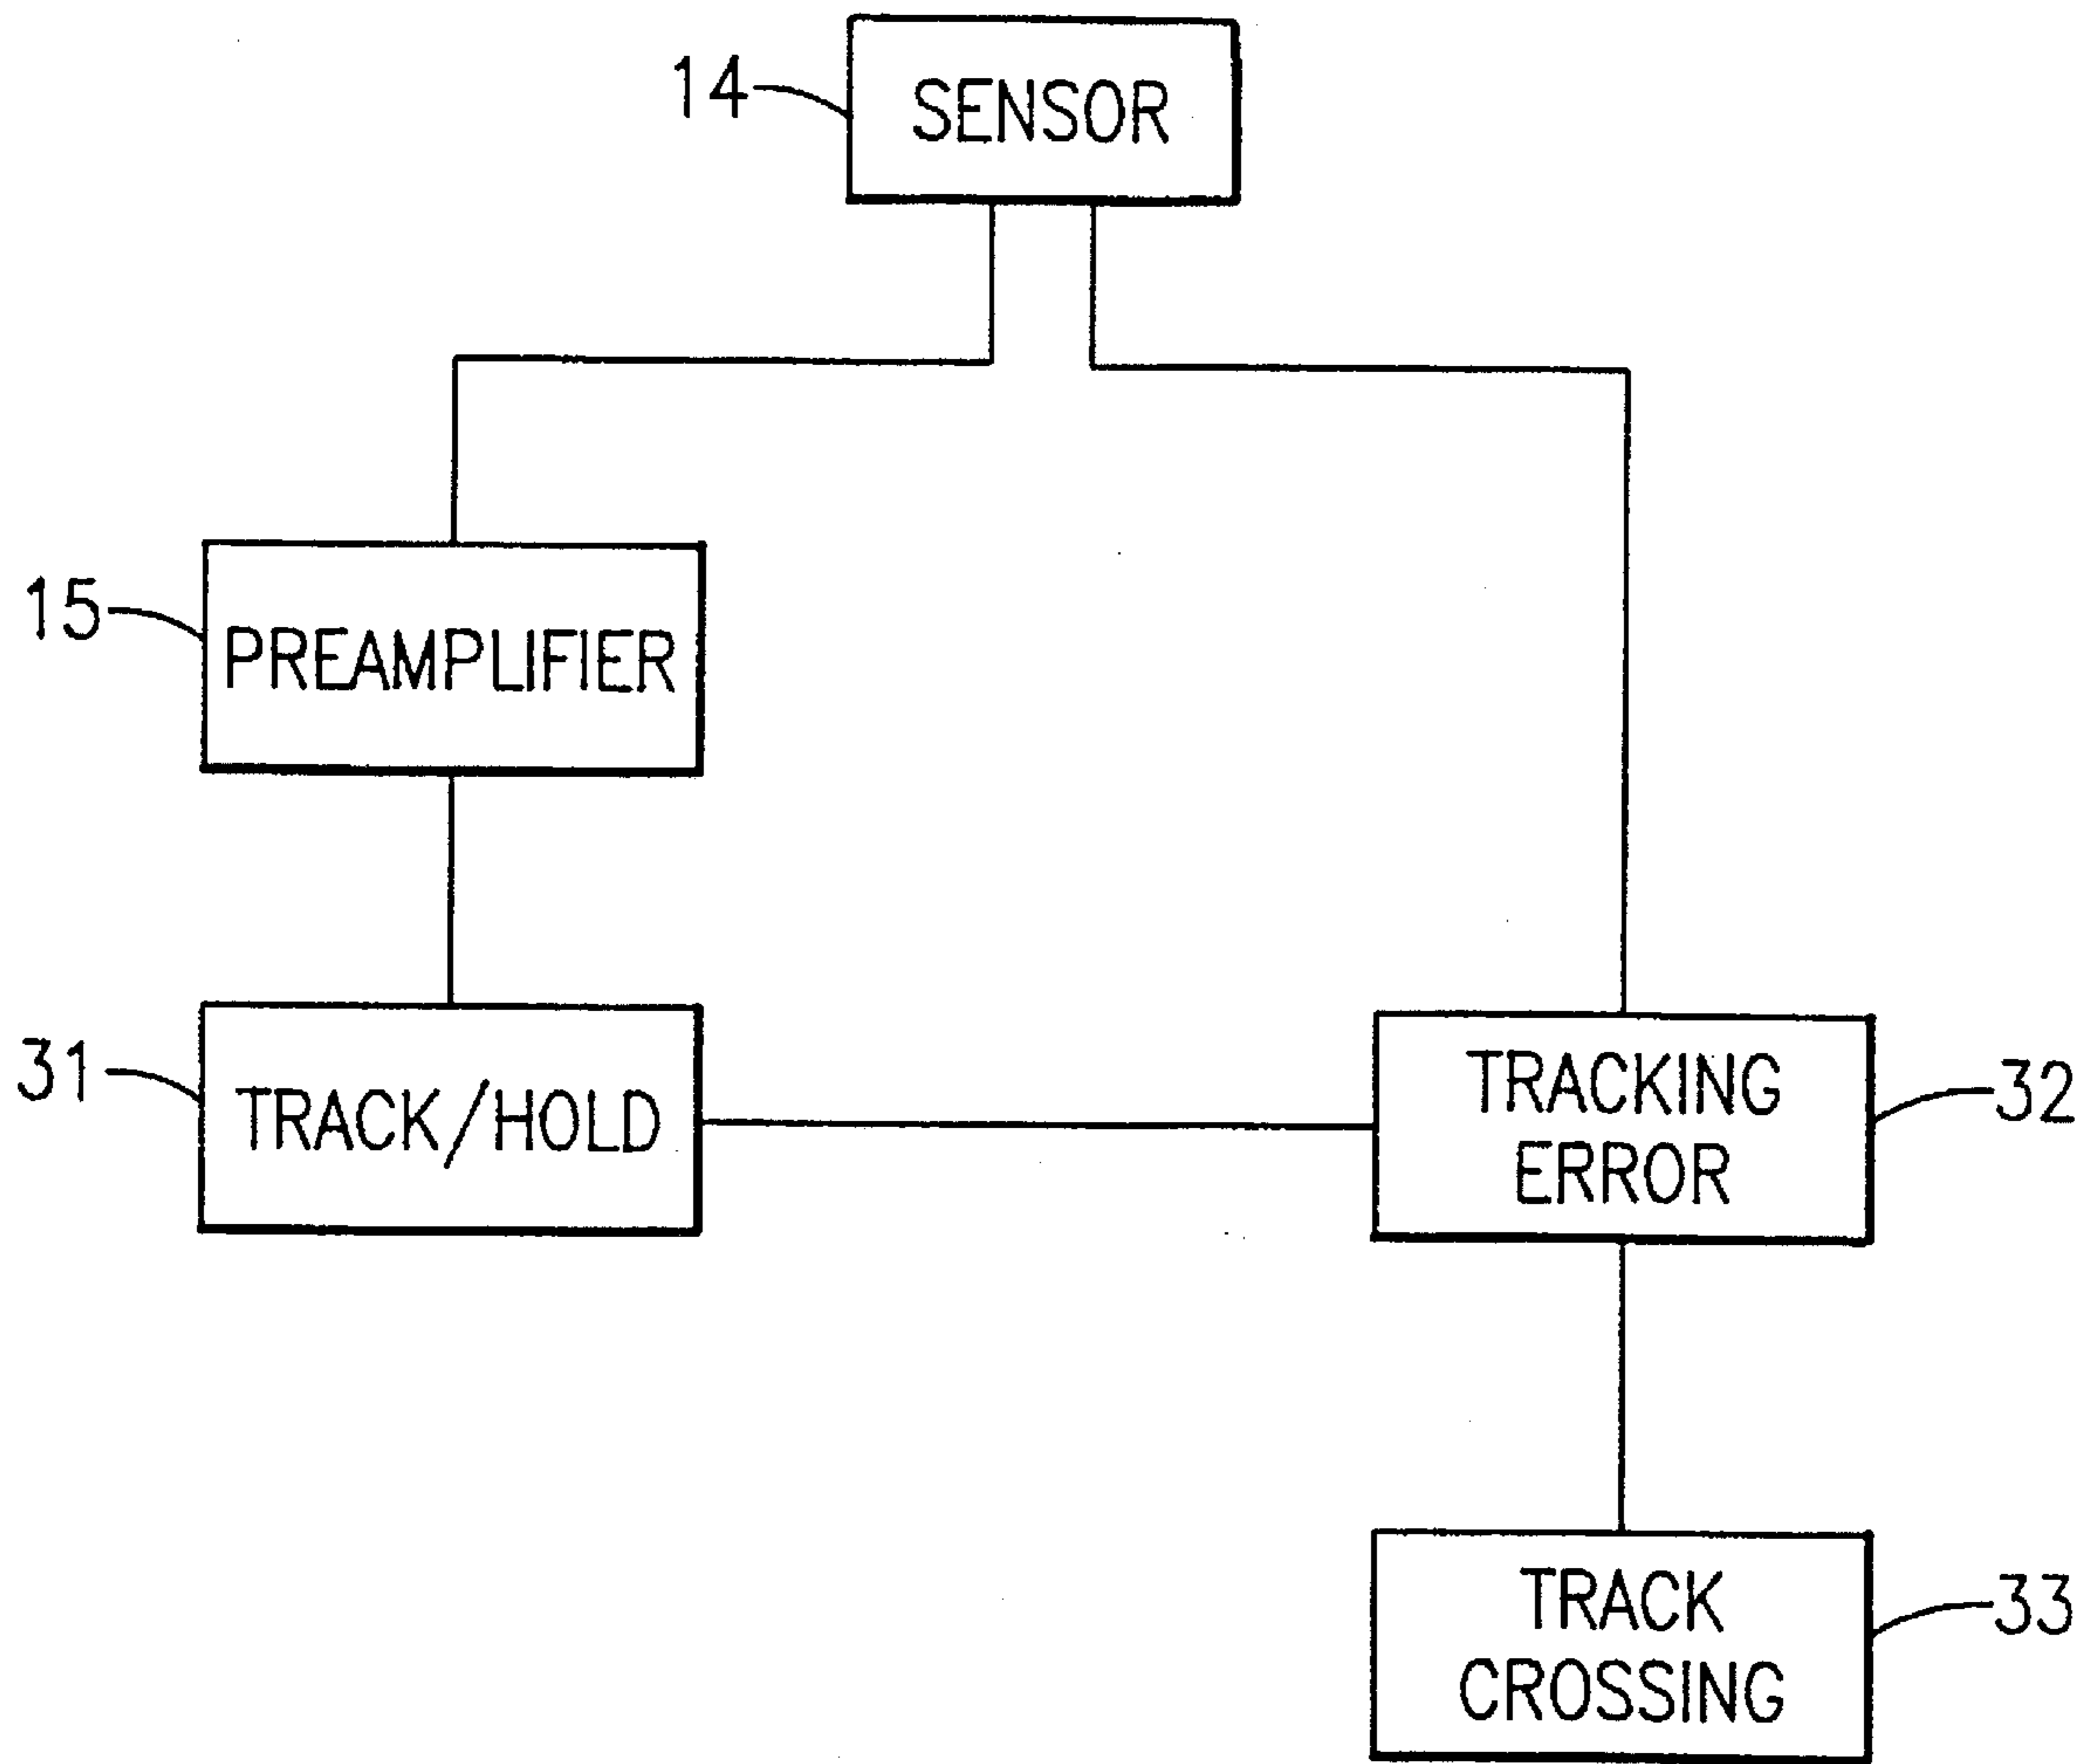 14
SENSOR
15
PREAMPLIFIER
31
TRACK/HOLD
TRACKING
ERROR
32
TRACK
CROSSING
33